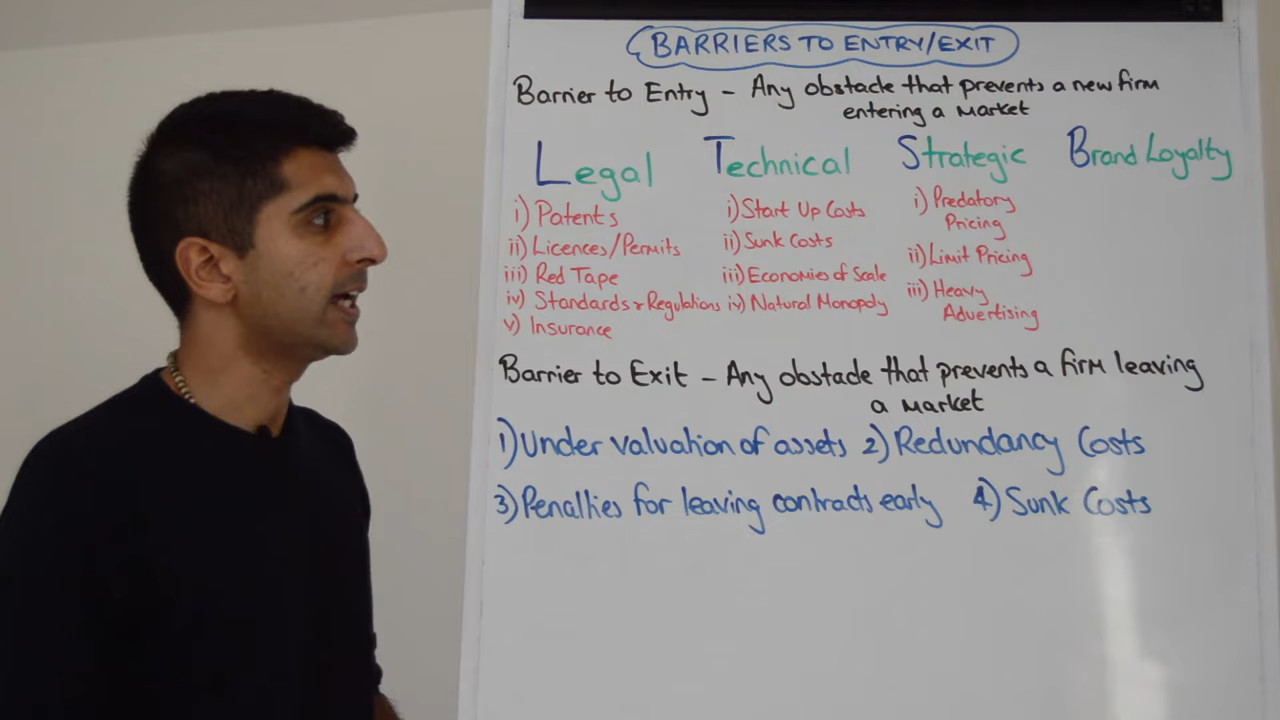 BARRIERS TO ENTRY/EXIT
Barrier to Entry - Any obstacle that prevents a new firm
entering a market
Legal
i) Patents
ii) Licences/Permits
iii) Red Tape
iv) Standards & Regulations
v) Insurance
Technical
i) Start Up Costs
ii) Sunk Costs
iii) Economies of Scale
iv) Natural Monopoly
Strategic
i) Predatory
Pricing
ii) Limit Pricing
iii) Heavy
Advertising
Brand Loyalty
Barrier to Exit - Any obstacle that prevents a firm leaving
a market
1) Under valuation of assets 2) Redundancy Costs
3) Penalties for leaving contracts early 4) Sunk Costs